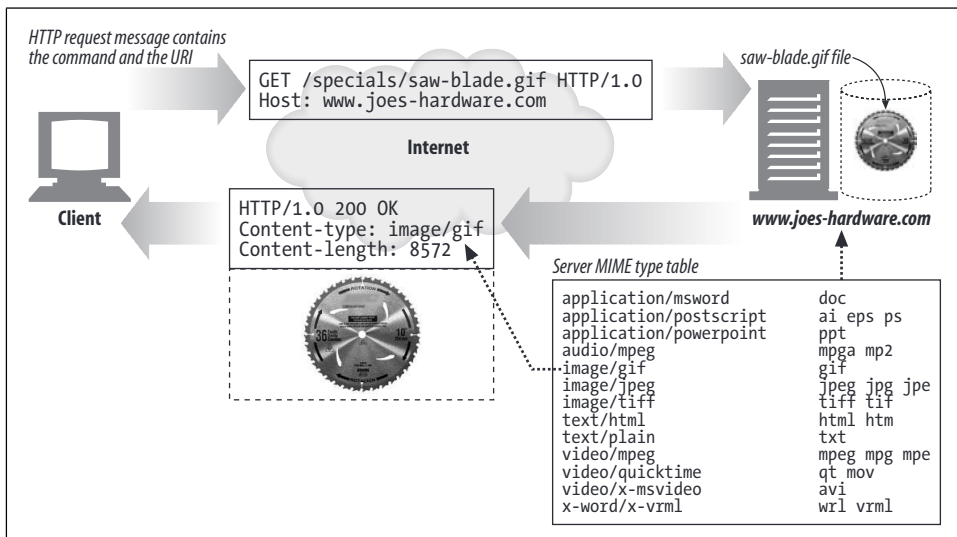 HTTP request message contains
the command and the URI
GET /specials/saw-blade.gif HTTP/1.0
Host: www.joes-hardware.com
saw-blade.gif file
Internet
Client
HTTP/1.0 200 OK
Content-type: image/gif
Content-length: 8572
www.joes-hardware.com
ROTATION
36
10"
Server MIME type table
application/msword doc
application/postscript ai eps ps
application/powerpoint ppt
audio/mpeg mpga mp2
image/gif gif
image/jpeg jpeg jpg jpe
image/tiff tiff tif
text/html html htm
text/plain txt
video/mpeg mpeg mpg mpe
video/quicktime qt mov
video/x-msvideo avi
x-word/x-vrml wrl vrml